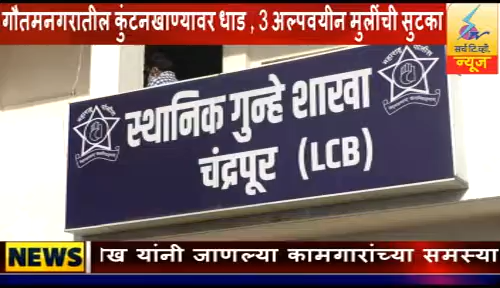 गौतमनगरातील कुंटनखाण्यावर धाड , 3 अल्पवयीन मुलींची सुटका
सर्च टि.व्ही.
न्यूज
स्थानिक गुन्हे शाखा
चंद्रपूर (LCB)
NEWS ख यांनी जाणल्या कामगारांच्या समस्या